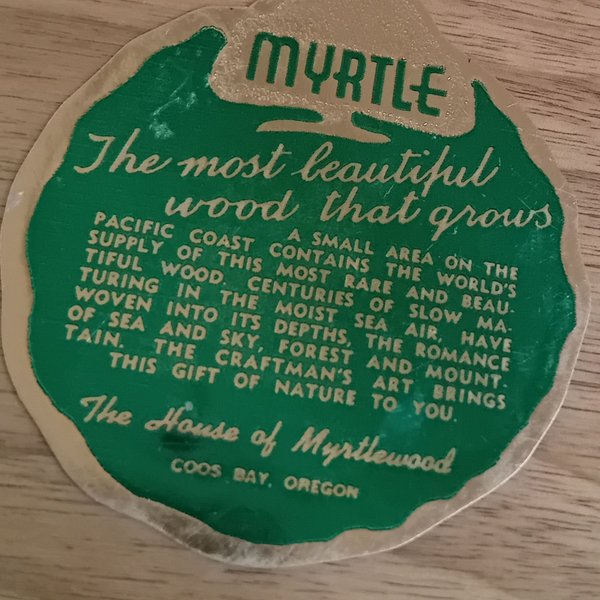 MYRTLE
The most beautiful
wood that grows
A SMALL AREA ON THE
PACIFIC COAST CONTAINS THE WORLD'S
SUPPLY OF THIS MOST RARE AND BEAU-
TIFUL WOOD. CENTURIES OF SLOW MA-
TURING IN THE MOIST SEA AIR, HAVE
WOVEN INTO ITS DEPTHS, THE ROMANCE
OF SEA AND SKY, FOREST AND MOUNT-
TAIN. THE CRAFTMAN'S ART BRINGS
THIS GIFT OF NATURE TO YOU
The House of Myrtlewood
COOS BAY, OREGON